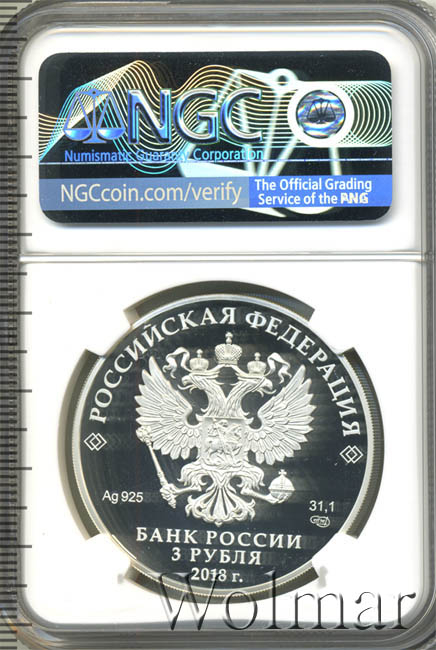 NGC
Numismatic Guaranty Corporation
NGCcoin.com/verify
The Official Grading
Service of the
РОССИЙСКАЯ ФЕДЕРАЦИЯ
Ag 925
31,1
БАНК РОССИИ
3 РУБЛЯ
2018 г.
Wolmar